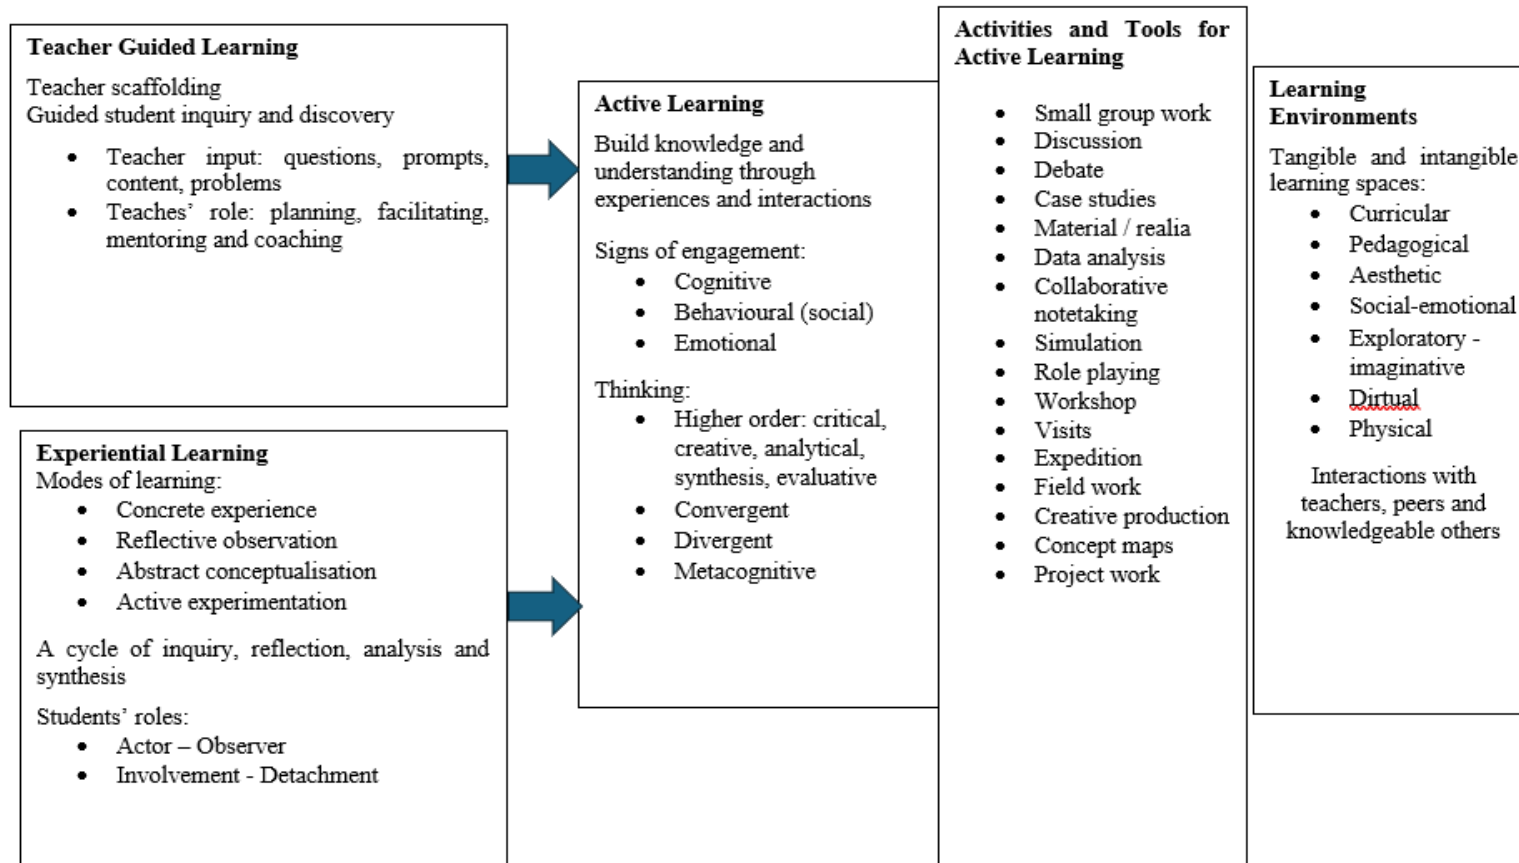 Teacher Guided Learning
Teacher scaffolding
Guided student inquiry and discovery
• Teacher input: questions, prompts,
content, problems
• Teaches’ role: planning, facilitating,
mentoring and coaching
Experiential Learning
Modes of learning:
• Concrete experience
• Reflective observation
• Abstract conceptualisation
• Active experimentation
A cycle of inquiry, reflection, analysis and
synthesis
Students’ roles:
• Actor – Observer
• Involvement - Detachment
Active Learning
Build knowledge and
understanding through
experiences and interactions
Signs of engagement:
• Cognitive
• Behavioural (social)
• Emotional
Thinking:
• Higher order: critical,
creative, analytical,
synthesis, evaluative
• Convergent
• Divergent
• Metacognitive
Activities and Tools for
Active Learning
• Small group work
• Discussion
• Debate
• Case studies
• Material / realia
• Data analysis
• Collaborative
notetaking
• Simulation
• Role playing
• Workshop
• Visits
• Expedition
• Field work
• Creative production
• Concept maps
• Project work
Learning
Environments
Tangible and intangible
learning spaces:
• Curricular
• Pedagogical
• Aesthetic
• Social-emotional
• Exploratory -
imaginative
• Dirtual
• Physical
Interactions with
teachers, peers and
knowledgeable others